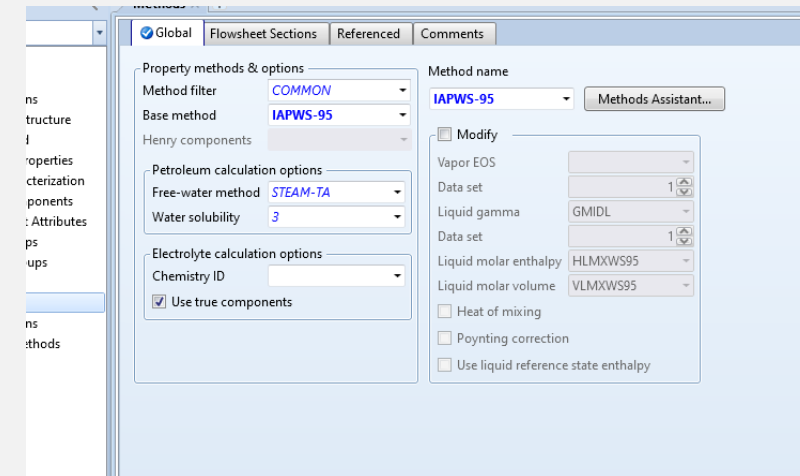 Methods
Global Flowsheet Sections Referenced Comments
Property methods & options
Method filter COMMON
Base method IAPWS-95
Henry components
Petroleum calculation options
Free-water method STEAM-TA
Water solubility 3
Electrolyte calculation options
Chemistry ID
Use true components
Method name
IAPWS-95 Methods Assistant...
Modify
Vapor EOS
Data set 1
Liquid gamma GMIDL
Data set 1
Liquid molar enthalpy HLMXWS95
Liquid molar volume VLMXWS95
Heat of mixing
Poynting correction
Use liquid reference state enthalpy
ns
tructure
roperties
cterization
ponents
t Attributes
ps
ups
ns
ethods